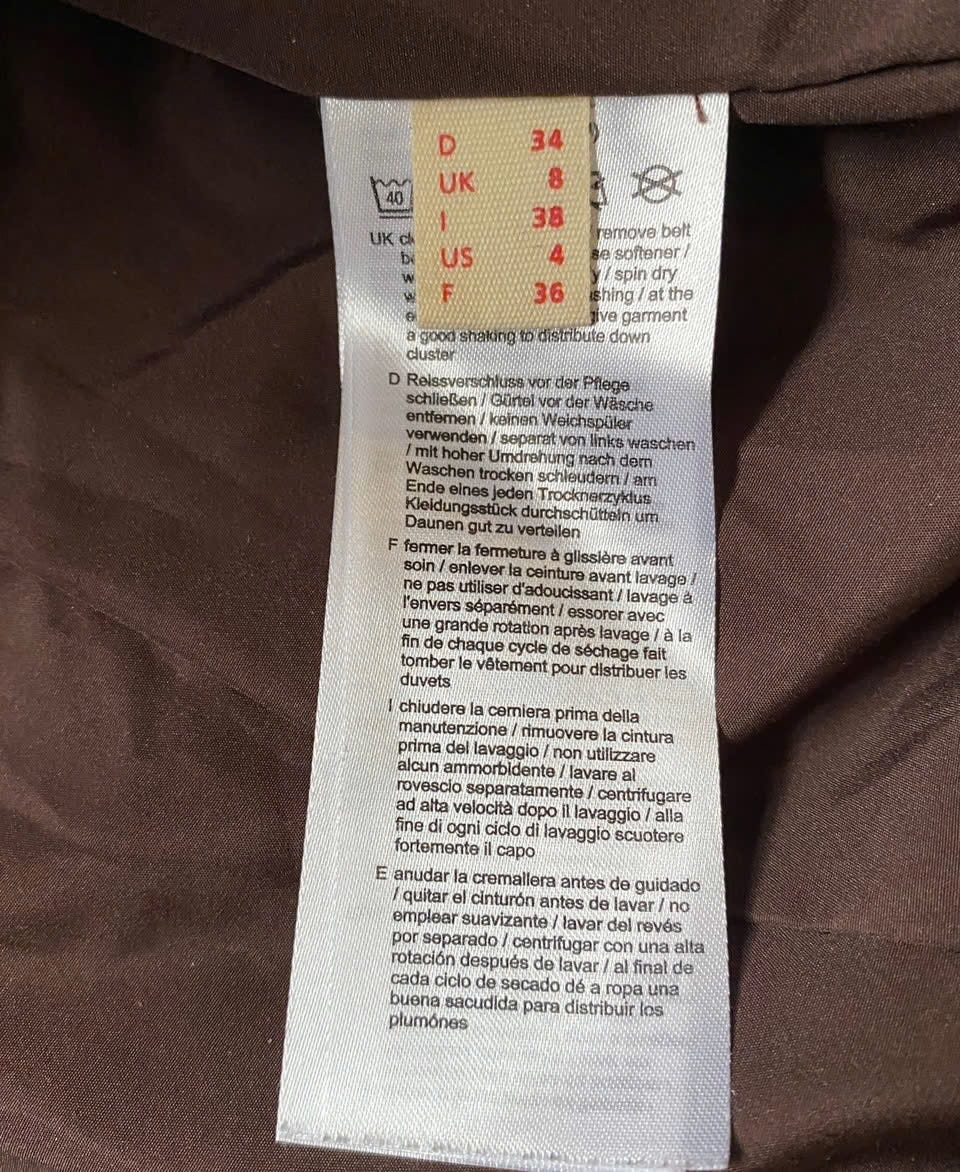 D 34
UK 8
I 38
US 4
F 36
40
UK
remove belt
softener /
/ spin dry
/ at the
garment
a good shaking to distribute down
cluster
D Reissverschluss vor der Pflege
schließen / Gürtel vor der Wäsche
entfernen / keinen Weichspüler
verwenden / separat von links waschen
/ mit hoher Umdrehung nach dem
Waschen trocken schleudern / am
Ende eines jeden Trocknerzyklus
Kleidungsstück durchschütteln um
Daunen gut zu verteilen
F fermer la fermeture à glissière avant
soin / enlever la ceinture avant lavage /
ne pas utiliser d'adoucissant / lavage à
l'envers séparément / essorer avec
une grande rotation après lavage / à la
fin de chaque cycle de séchage fait
tomber le vêtement pour distribuer les
duvets
I chiudere la cerniera prima della
manutenzione / rimuovere la cintura
prima del lavaggio / non utilizzare
alcun ammorbidente / lavare al
rovescio separatamente / centrifugare
ad alta velocità dopo il lavaggio / alla
fine di ogni ciclo di lavaggio scuotere
fortemente il capo
E anudar la cremallera antes de guidado
/ quitar el cinturón antes de lavar / no
emplear suavizante / lavar del revés
por separado / centrifugar con una alta
rotación después de lavar / al final de
cada ciclo de secado dé a ropa una
buena sacudida para distribuir los
plumónes